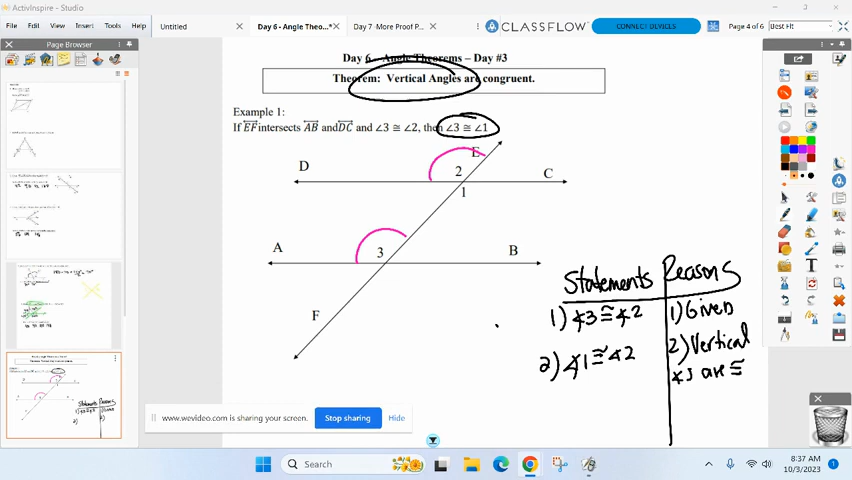 ActivInspire - Studio
File Edit View Insert Tools Help
Untitled
Day 6 - Angle Theo...*
Day 7 -More Proof P...
CLASSFLOW
CONNECT DEVICES
Page 4 of 6
Best Fit
Page Browser
Day 6 – Angle Theorems – Day #3
Theorem: Vertical Angles are congruent.
Example 1:
If EF intersects AB and DC and ∠3 ≅ ∠2, then ∠3 ≅ ∠1
E
D
2
C
1
A
3
B
F
Statements Reasons
1) ∡3 ≅ ∡2 1) Given
2) ∡1 ≅ ∡2 2) Vertical
∡s are ≅
www.wevideo.com is sharing your screen.
Stop sharing
Hide
Search
8:37 AM
10/3/2023